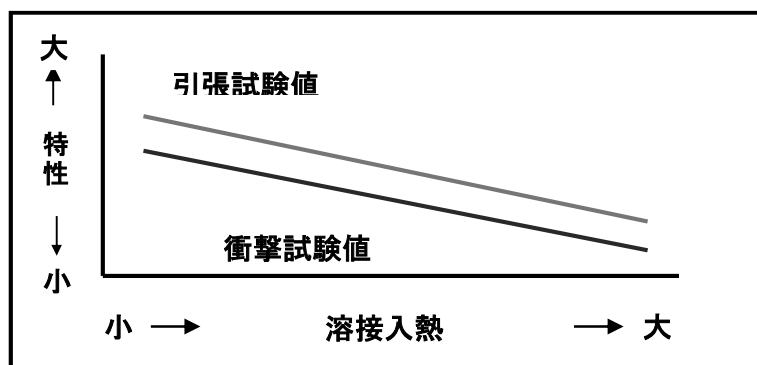 大
引張試験値
特
性
衝撃試験値
小
小 → 溶接入熱 → 大